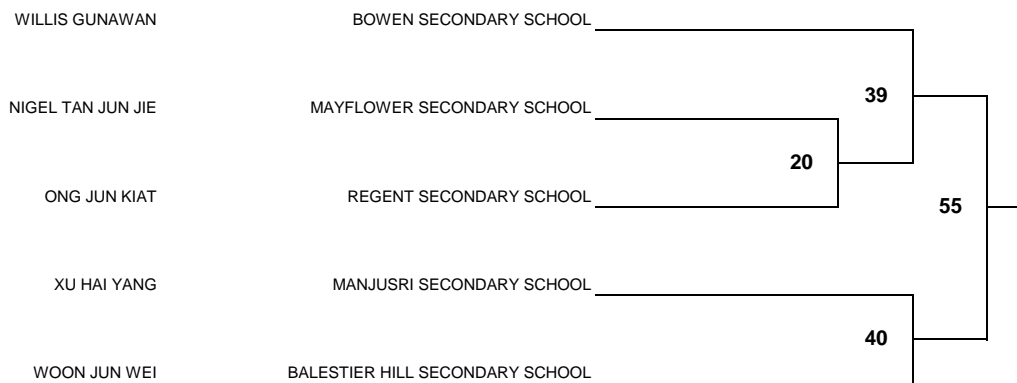 WILLIS GUNAWAN BOWEN SECONDARY SCHOOL
39
NIGEL TAN JUN JIE MAYFLOWER SECONDARY SCHOOL
20
ONG JUN KIAT REGENT SECONDARY SCHOOL
55
XU HAI YANG MANJUSRI SECONDARY SCHOOL
40
WOON JUN WEI BALESTIER HILL SECONDARY SCHOOL